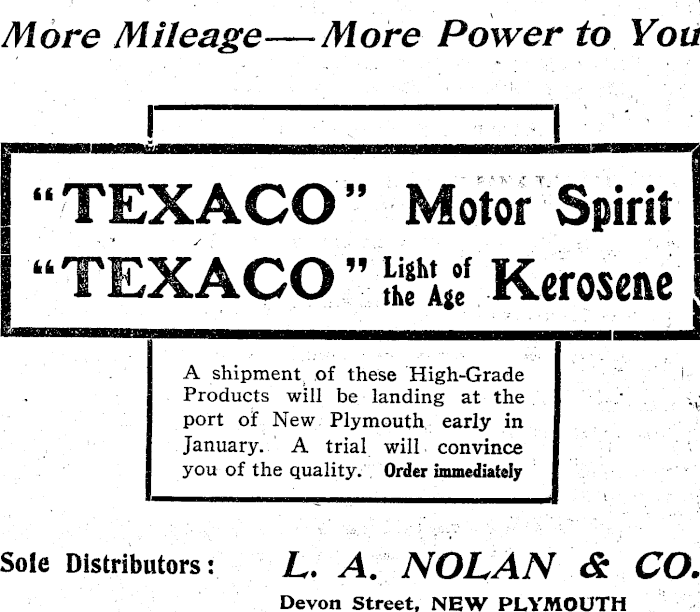 More Mileage—More Power to You
"TEXACO" Motor Spirit
"TEXACO" Light of the Age Kerosene
A shipment of these High-Grade
Products will be landing at the
port of New Plymouth early in
January. A trial will convince
you of the quality. Order immediately
Sole Distributors: L. A. NOLAN & CO.
Devon Street, NEW PLYMOUTH